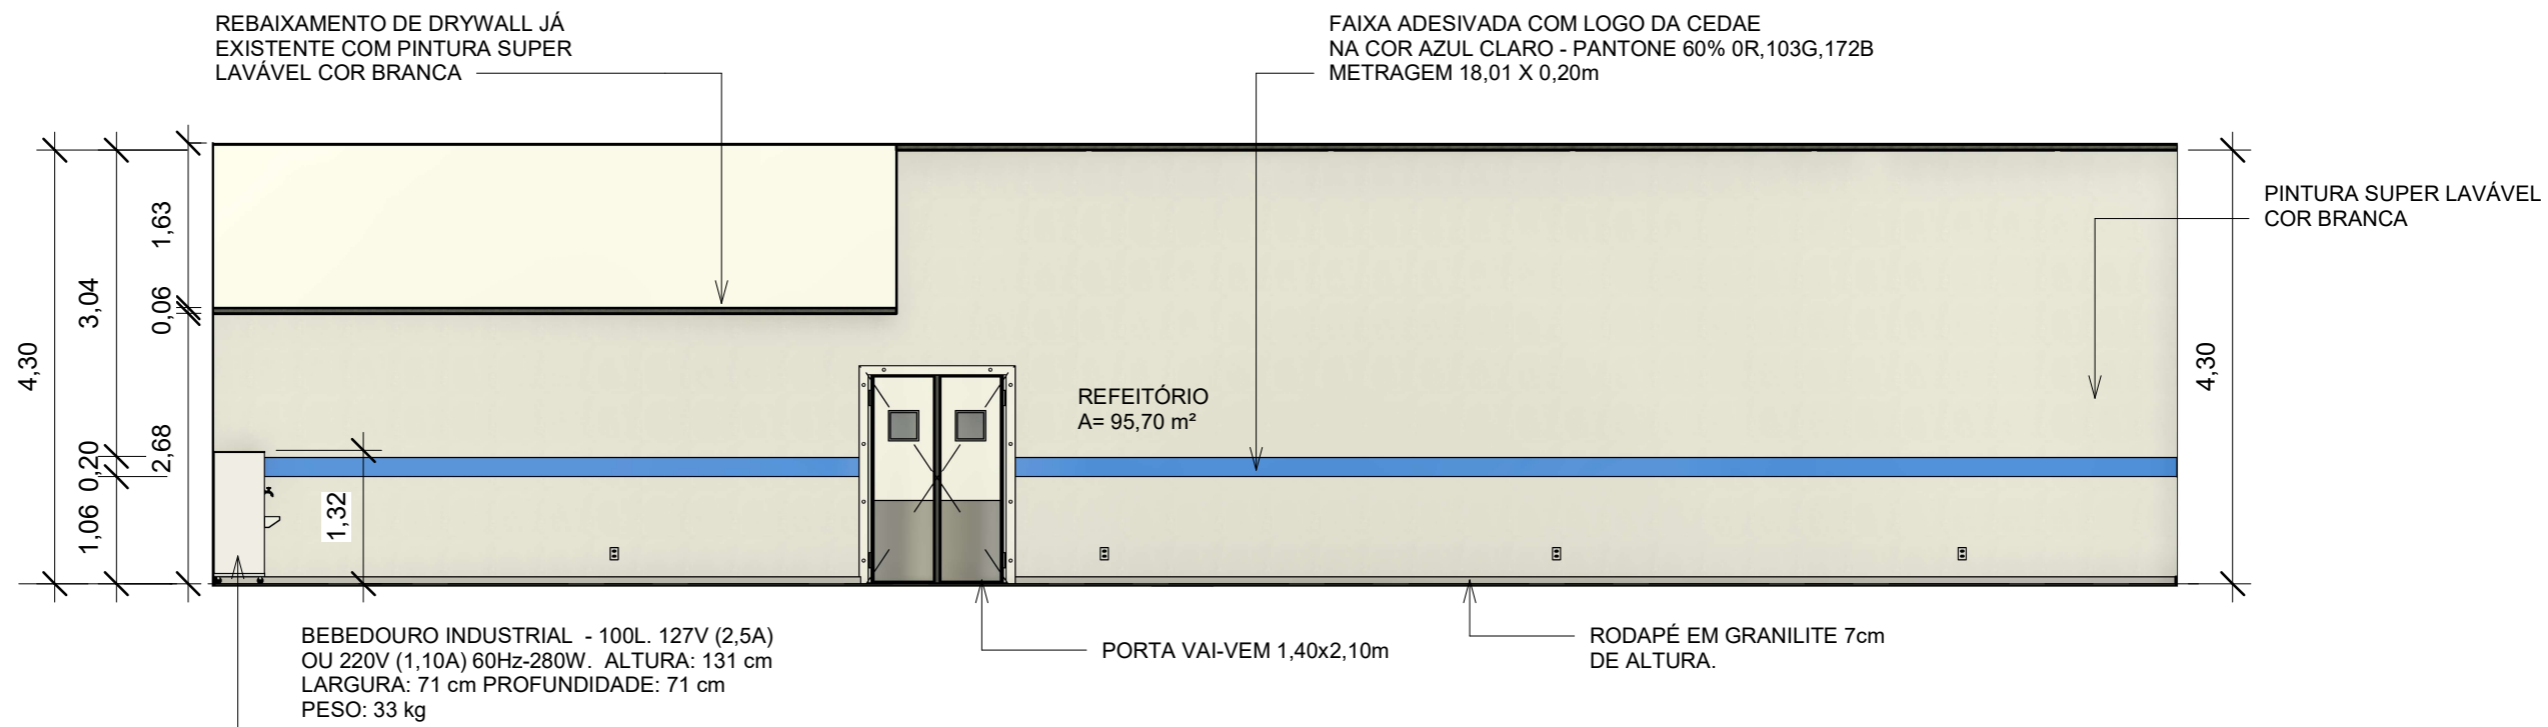 REBAIXAMENTO DE DRYWALL JÁ
EXISTENTE COM PINTURA SUPER
LAVÁVEL COR BRANCA
FAIXA ADESIVADA COM LOGO DA CEDAE
NA COR AZUL CLARO - PANTONE 60% 0R,103G,172B
METRAGEM 18,01 X 0,20m
PINTURA SUPER LAVÁVEL
COR BRANCA
4,30
3,04
0,20
1,06
1,63
0,06
2,68
1,32
REFEITÓRIO
A= 95,70 m²
4,30
BEBEDOURO INDUSTRIAL - 100L. 127V (2,5A)
OU 220V (1,10A) 60Hz-280W. ALTURA: 131 cm
LARGURA: 71 cm PROFUNDIDADE: 71 cm
PESO: 33 kg
PORTA VAI-VEM 1,40x2,10m
RODAPÉ EM GRANILITE 7cm
DE ALTURA.